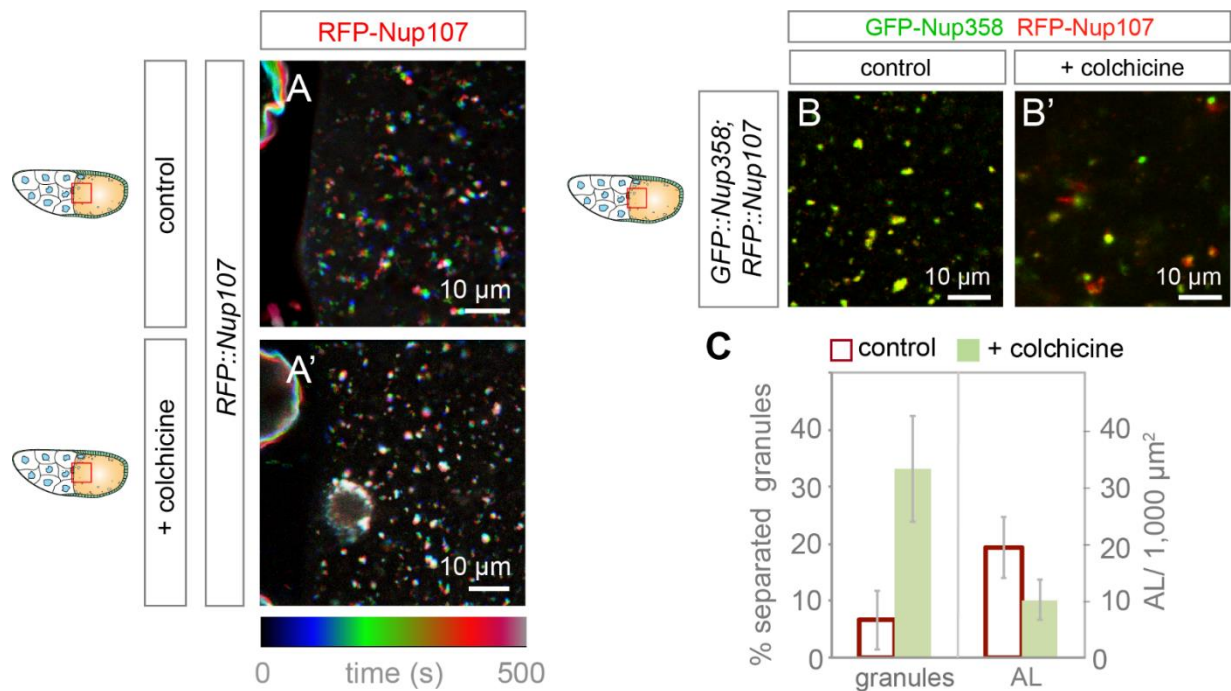 RFP-Nup107
control
RFP::Nup107
A
10 µm
+ colchicine
A'
10 µm
0 time (s) 500
GFP-Nup358 RFP-Nup107
control
+ colchicine
GFP::Nup358;
RFP::Nup107
B
10 µm
B'
10 µm
C
control
+ colchicine
% separated granules
40
30
20
10
0
AL/ 1,000 µm²
40
30
20
10
0
granules
AL